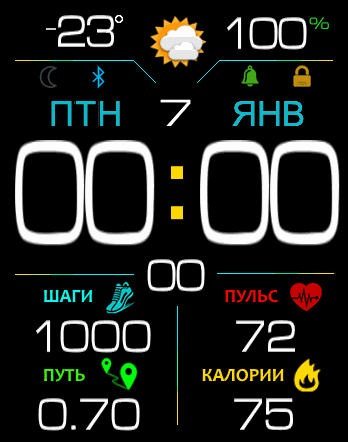 -23° 100%
ПТН 7 ЯНВ
00:00
00
ШАГИ ПУЛЬС
1000 72
ПУТЬ КАЛОРИИ
0.70 75